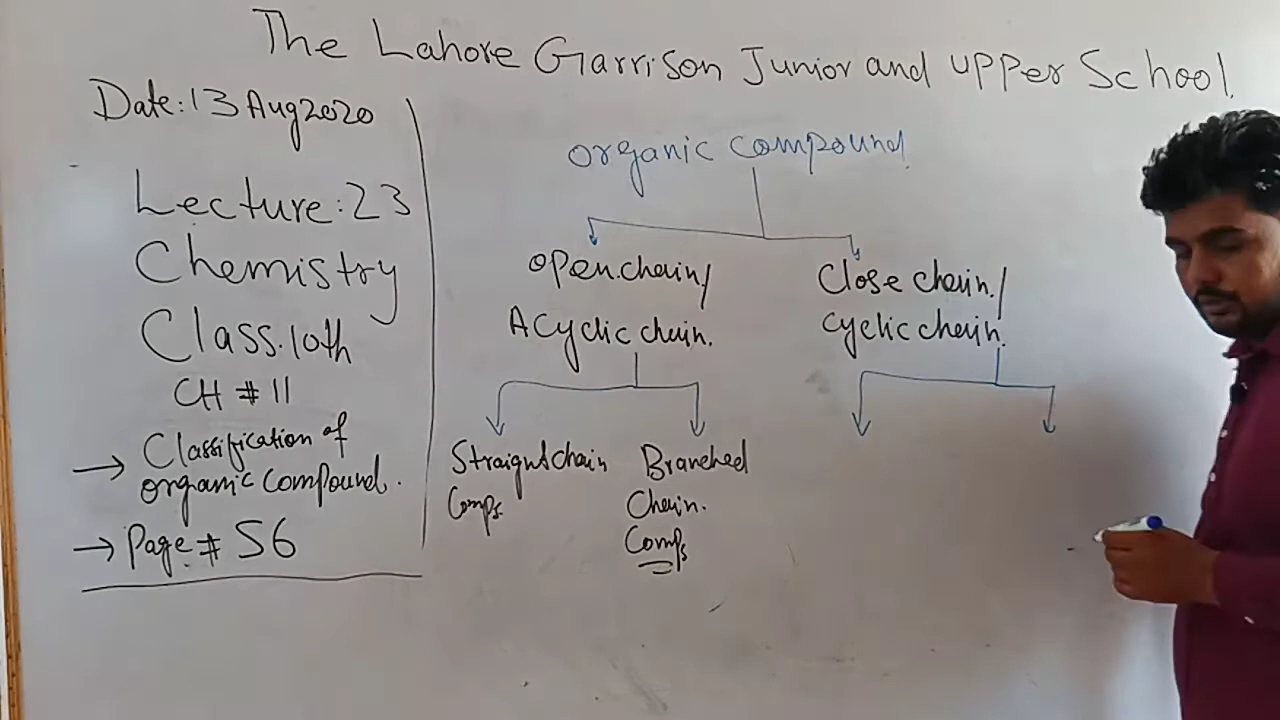 The Lahore Garrison Junior and upper School.
Date: 13 Aug 2020
Lecture: 23
Chemistry
Class. 10th
CH # 11
→ Classification of
organic compound.
→ Page # 56
organic compound
open.chain/
Acyclic chain.
Close chain./
Cyclic chain.
Straight chain
Comps.
Branched
Chain.
Comps